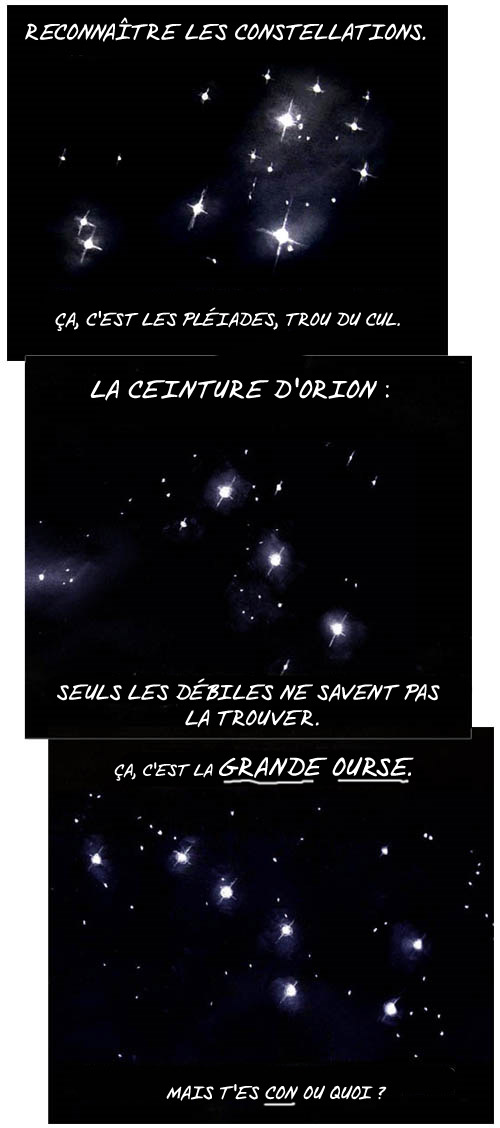 RECONNAÎTRE LES CONSTELLATIONS.
ÇA, C'EST LES PLÉIADES, TROU DU CUL.
LA CEINTURE D'ORION :
SEULS LES DÉBILES NE SAVENT PAS
LA TROUVER.
ÇA, C'EST LA GRANDE OURSE.
MAIS T'ES CON OU QUOI ?